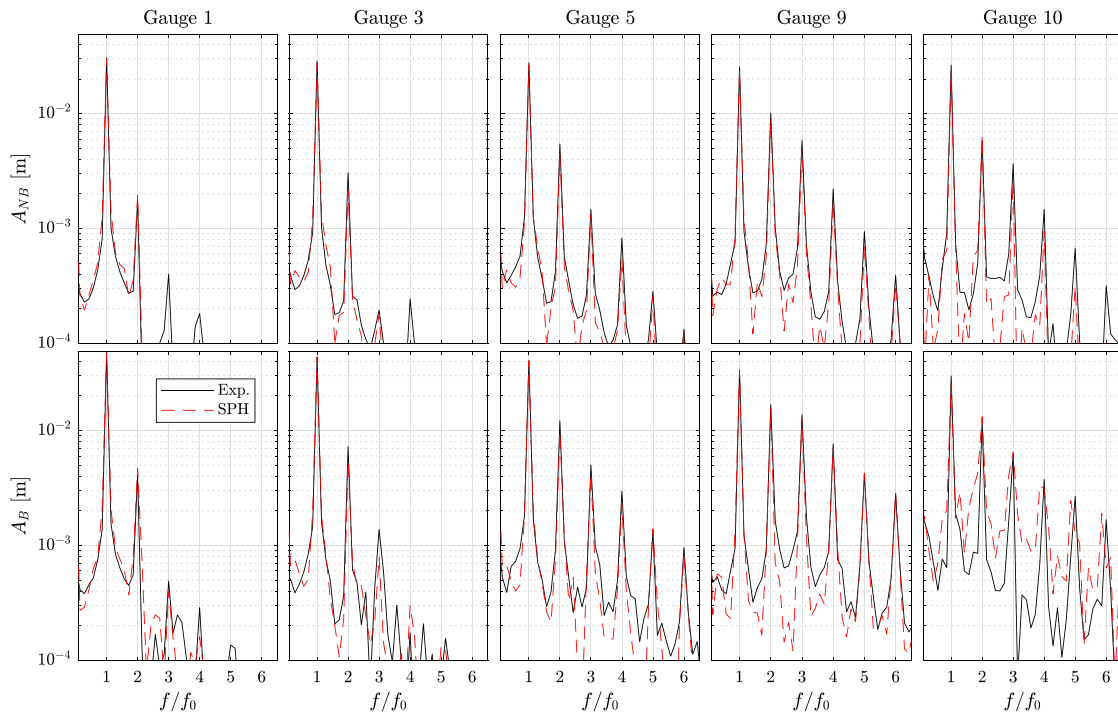 Gauge 1 Gauge 3 Gauge 5 Gauge 9 Gauge 10
10^{-2}
A_{NB} [m]
10^{-3}
10^{-4}
Exp.
SPH
10^{-2}
A_B [m]
10^{-3}
10^{-4}
1 2 3 4 5 6 1 2 3 4 5 6 1 2 3 4 5 6 1 2 3 4 5 6 1 2 3 4 5 6
f/f_0 f/f_0 f/f_0 f/f_0 f/f_0